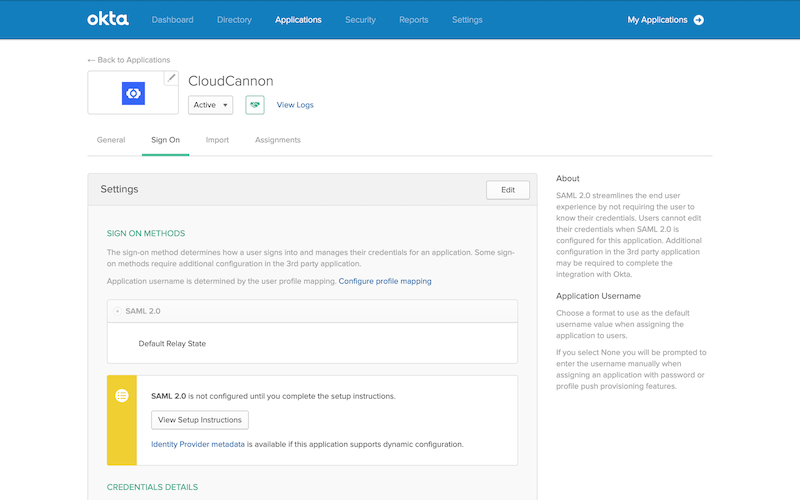 okta Dashboard Directory Applications Security Reports Settings My Applications
← Back to Applications
CloudCannon
Active View Logs
General Sign On Import Assignments
Settings
Edit
SIGN ON METHODS
The sign-on method determines how a user signs into and manages their credentials for an application. Some sign-
on methods require additional configuration in the 3rd party application.
Application username is determined by the user profile mapping. Configure profile mapping
SAML 2.0
Default Relay State
SAML 2.0 is not configured until you complete the setup instructions.
View Setup Instructions
Identity Provider metadata is available if this application supports dynamic configuration.
CREDENTIALS DETAILS
About
SAML 2.0 streamlines the end user
experience by not requiring the user to
know their credentials. Users cannot edit
their credentials when SAML 2.0 is
configured for this application. Additional
configuration in the 3rd party application
may be required to complete the
integration with Okta.
Application Username
Choose a format to use as the default
username value when assigning the
application to users.
If you select None you will be prompted to
enter the username manually when
assigning an application with password or
profile push provisioning features.